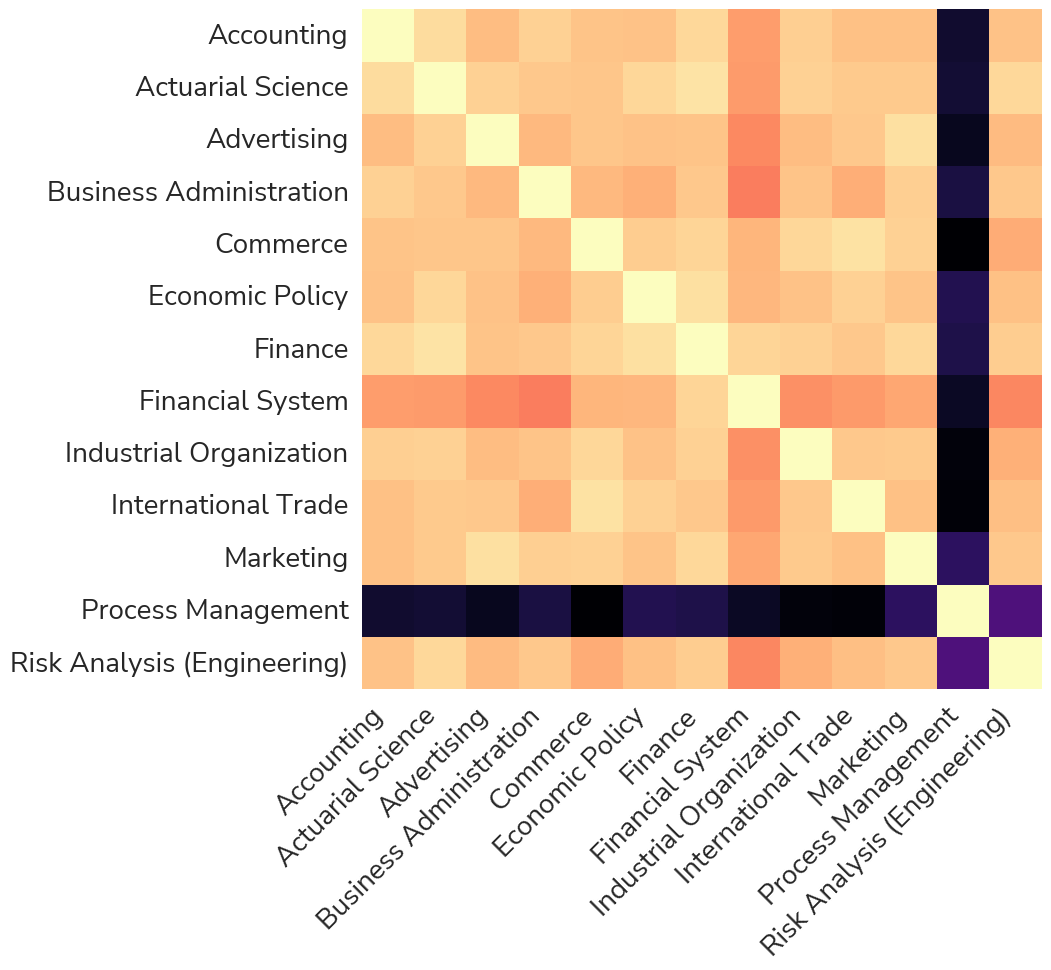 Accounting
Actuarial Science
Advertising
Business Administration
Commerce
Economic Policy
Finance
Financial System
Industrial Organization
International Trade
Marketing
Process Management
Risk Analysis (Engineering)
Accounting
Actuarial Science
Advertising
Business Administration
Commerce
Economic Policy
Finance
Financial System
Industrial Organization
International Trade
Marketing
Process Management
Risk Analysis (Engineering)